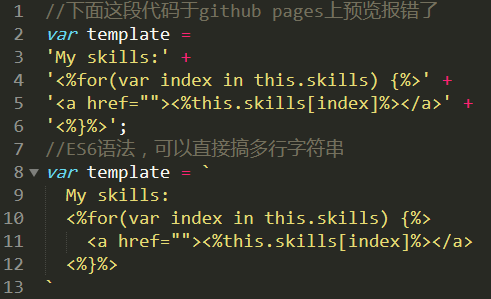 1 //下面这段代码于github pages上预览报错了
2 var template =
3 'My skills:' +
4 '<%for(var index in this.skills) {%>' +
5 '<a href=""><%this.skills[index]%></a>' +
6 '<%}%>';
7 //ES6语法，可以直接搞多行字符串
8 var template = `
9   My skills:
10   <%for(var index in this.skills) {%>
11     <a href=""><%this.skills[index]%></a>
12   <%}%>
13 `